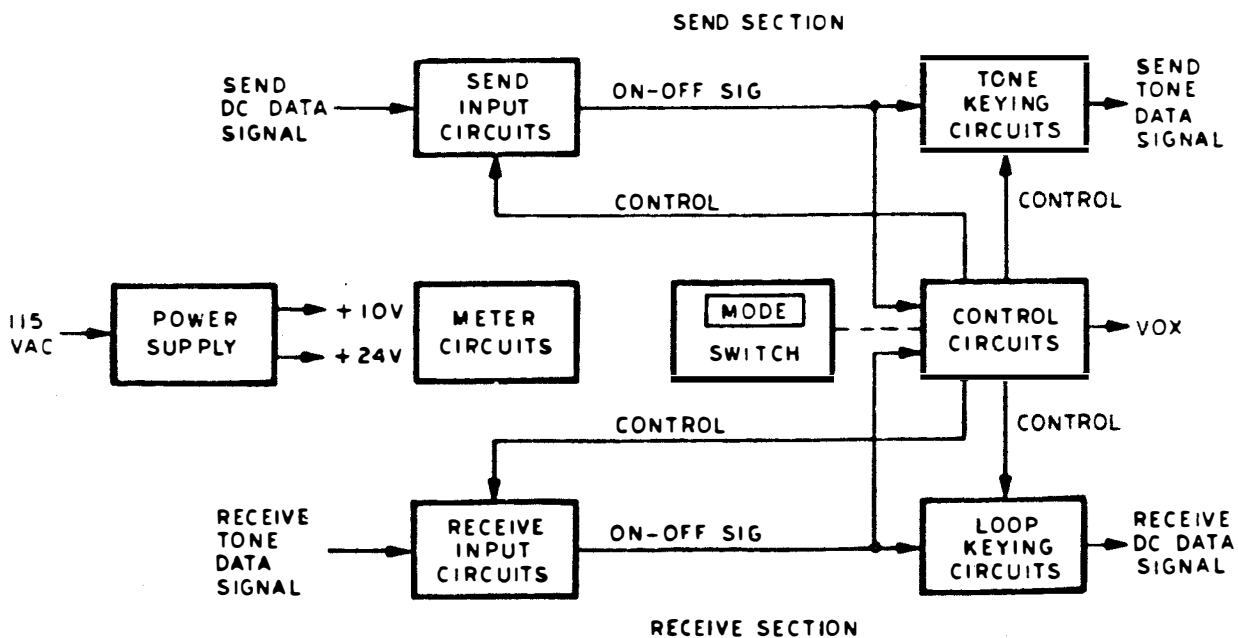 SEND SECTION
SEND
DC DATA
SIGNAL
SEND
INPUT
CIRCUITS
ON-OFF SIG
TONE
KEYING
CIRCUITS
SEND
TONE
DATA
SIGNAL
CONTROL
CONTROL
115
VAC
POWER
SUPPLY
+10V
+24V
METER
CIRCUITS
MODE
SWITCH
CONTROL
CIRCUITS
VOX
CONTROL
CONTROL
RECEIVE
TONE
DATA
SIGNAL
RECEIVE
INPUT
CIRCUITS
ON-OFF SIG
LOOP
KEYING
CIRCUITS
RECEIVE
DC DATA
SIGNAL
RECEIVE SECTION